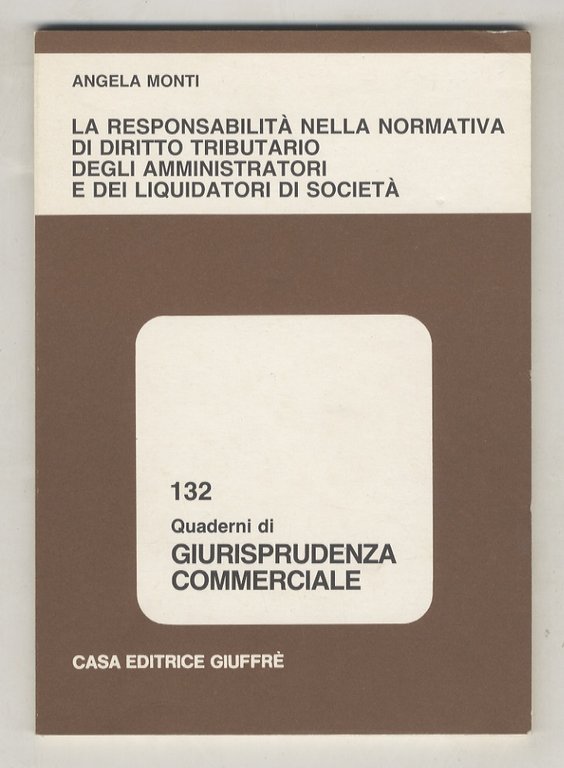 ANGELA MONTI
LA RESPONSABILITÀ NELLA NORMATIVA
DI DIRITTO TRIBUTARIO
DEGLI AMMINISTRATORI
E DEI LIQUIDATORI DI SOCIETÀ
132
Quaderni di
GIURISPRUDENZA
COMMERCIALE
CASA EDITRICE GIUFFRÈ